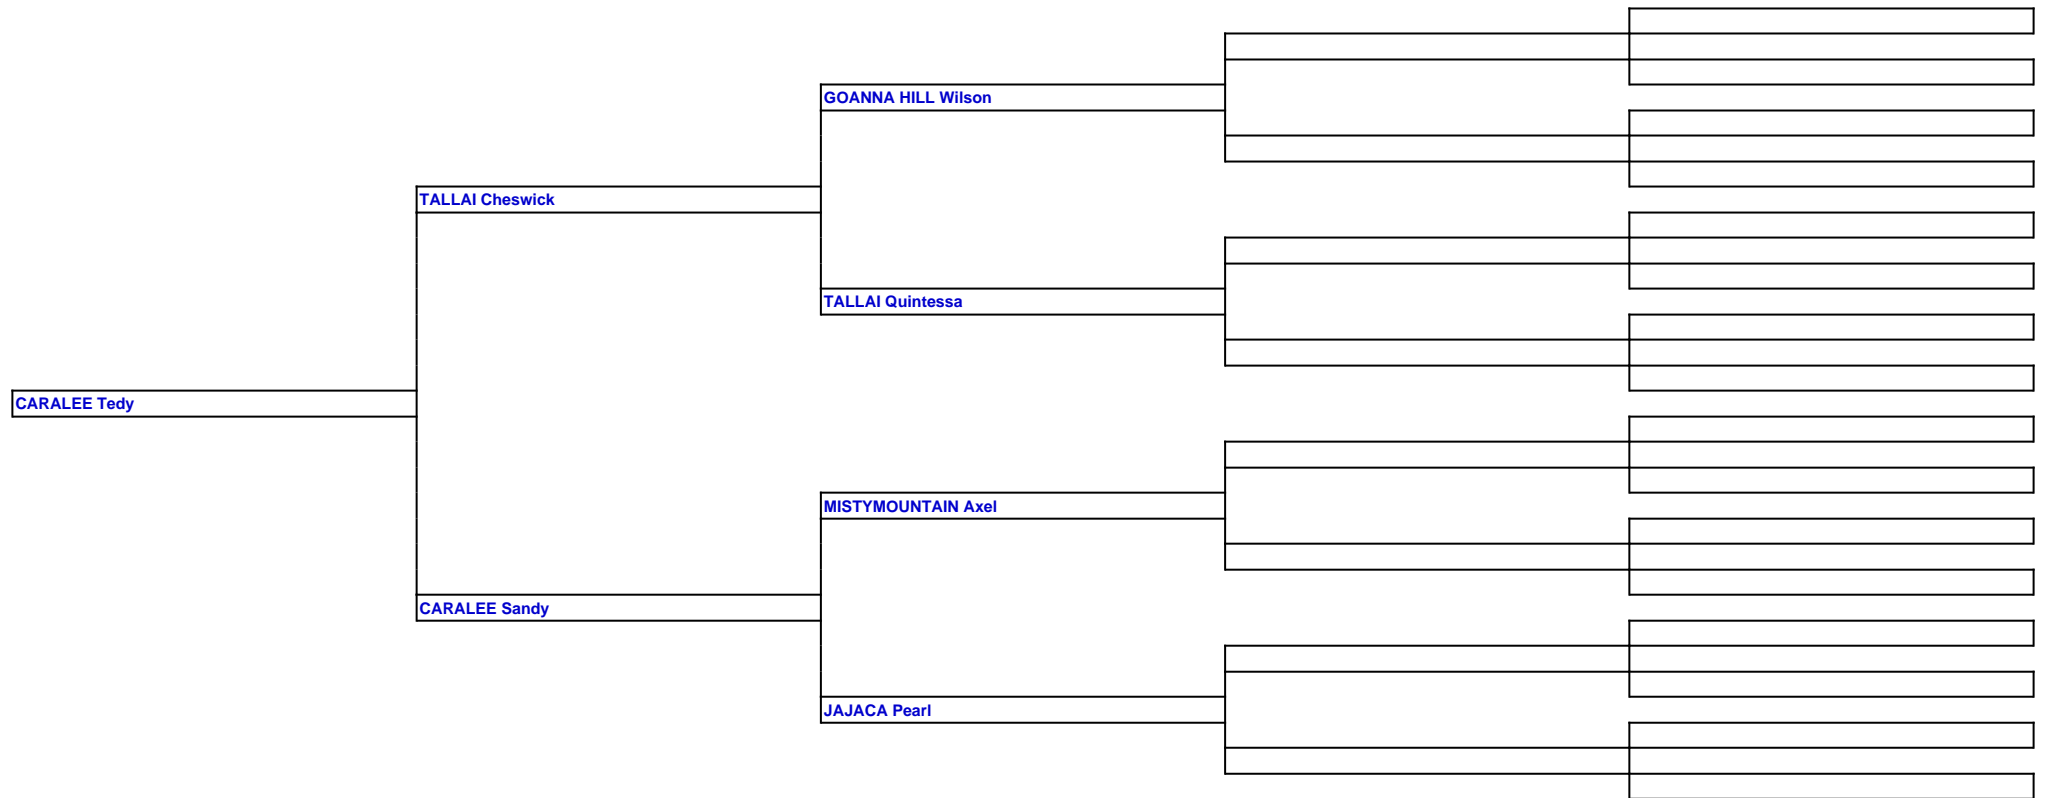 GOANNA HILL Wilson
TALLAI Cheswick
TALLAI Quintessa
CARALEE Tedy
MISTYMOUNTAIN Axel
CARALEE Sandy
JAJACA Pearl